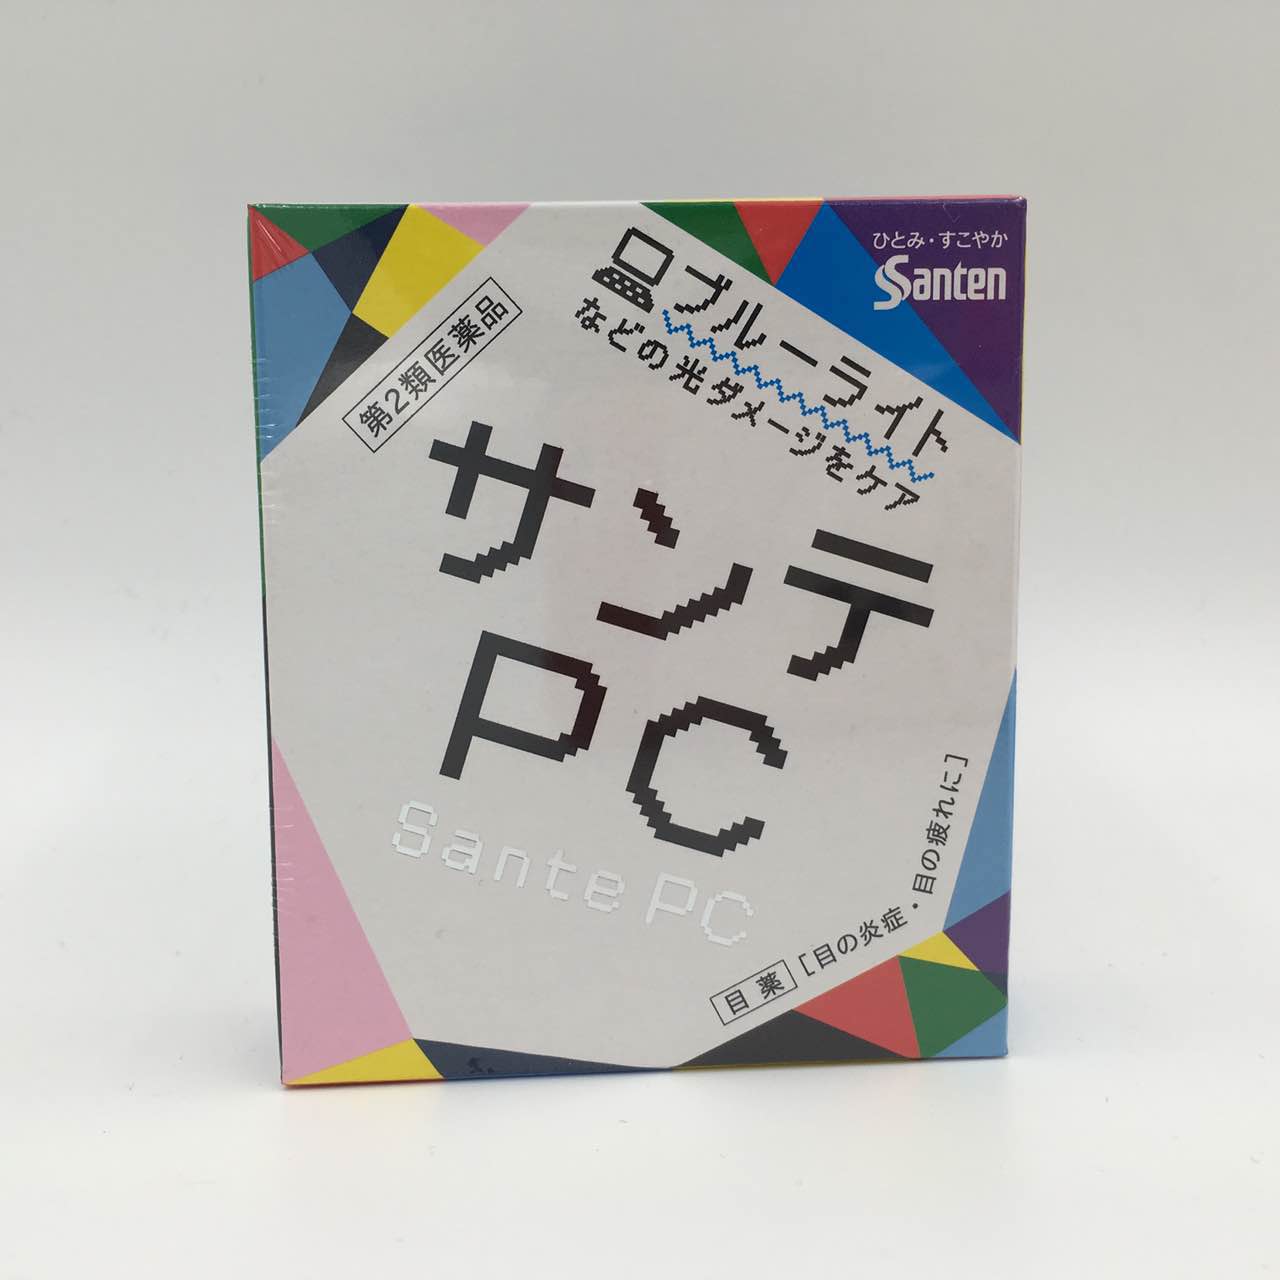 ひとみ・すこやか
Santen
ブルーライト
などの光ダメージをケア
第2類医薬品
サンテ
PC
Sante PC
目薬 [目の炎症・目の疲れに]